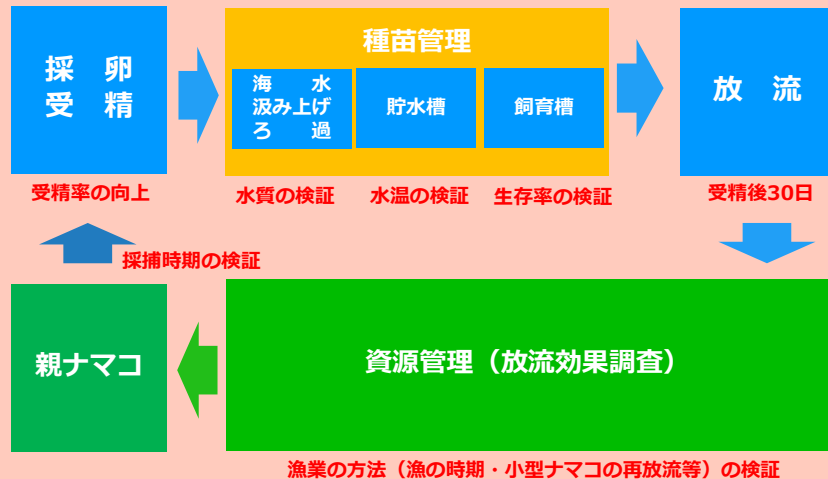 採　卵
受　精
種苗管理
海　　水
汲み上げ
ろ　　過
貯水槽
飼育槽
放　流
受精率の向上
水質の検証
水温の検証
生存率の検証
受精後30日
採捕時期の検証
親ナマコ
資源管理（放流効果調査）
漁業の方法（漁の時期・小型ナマコの再放流等）の検証